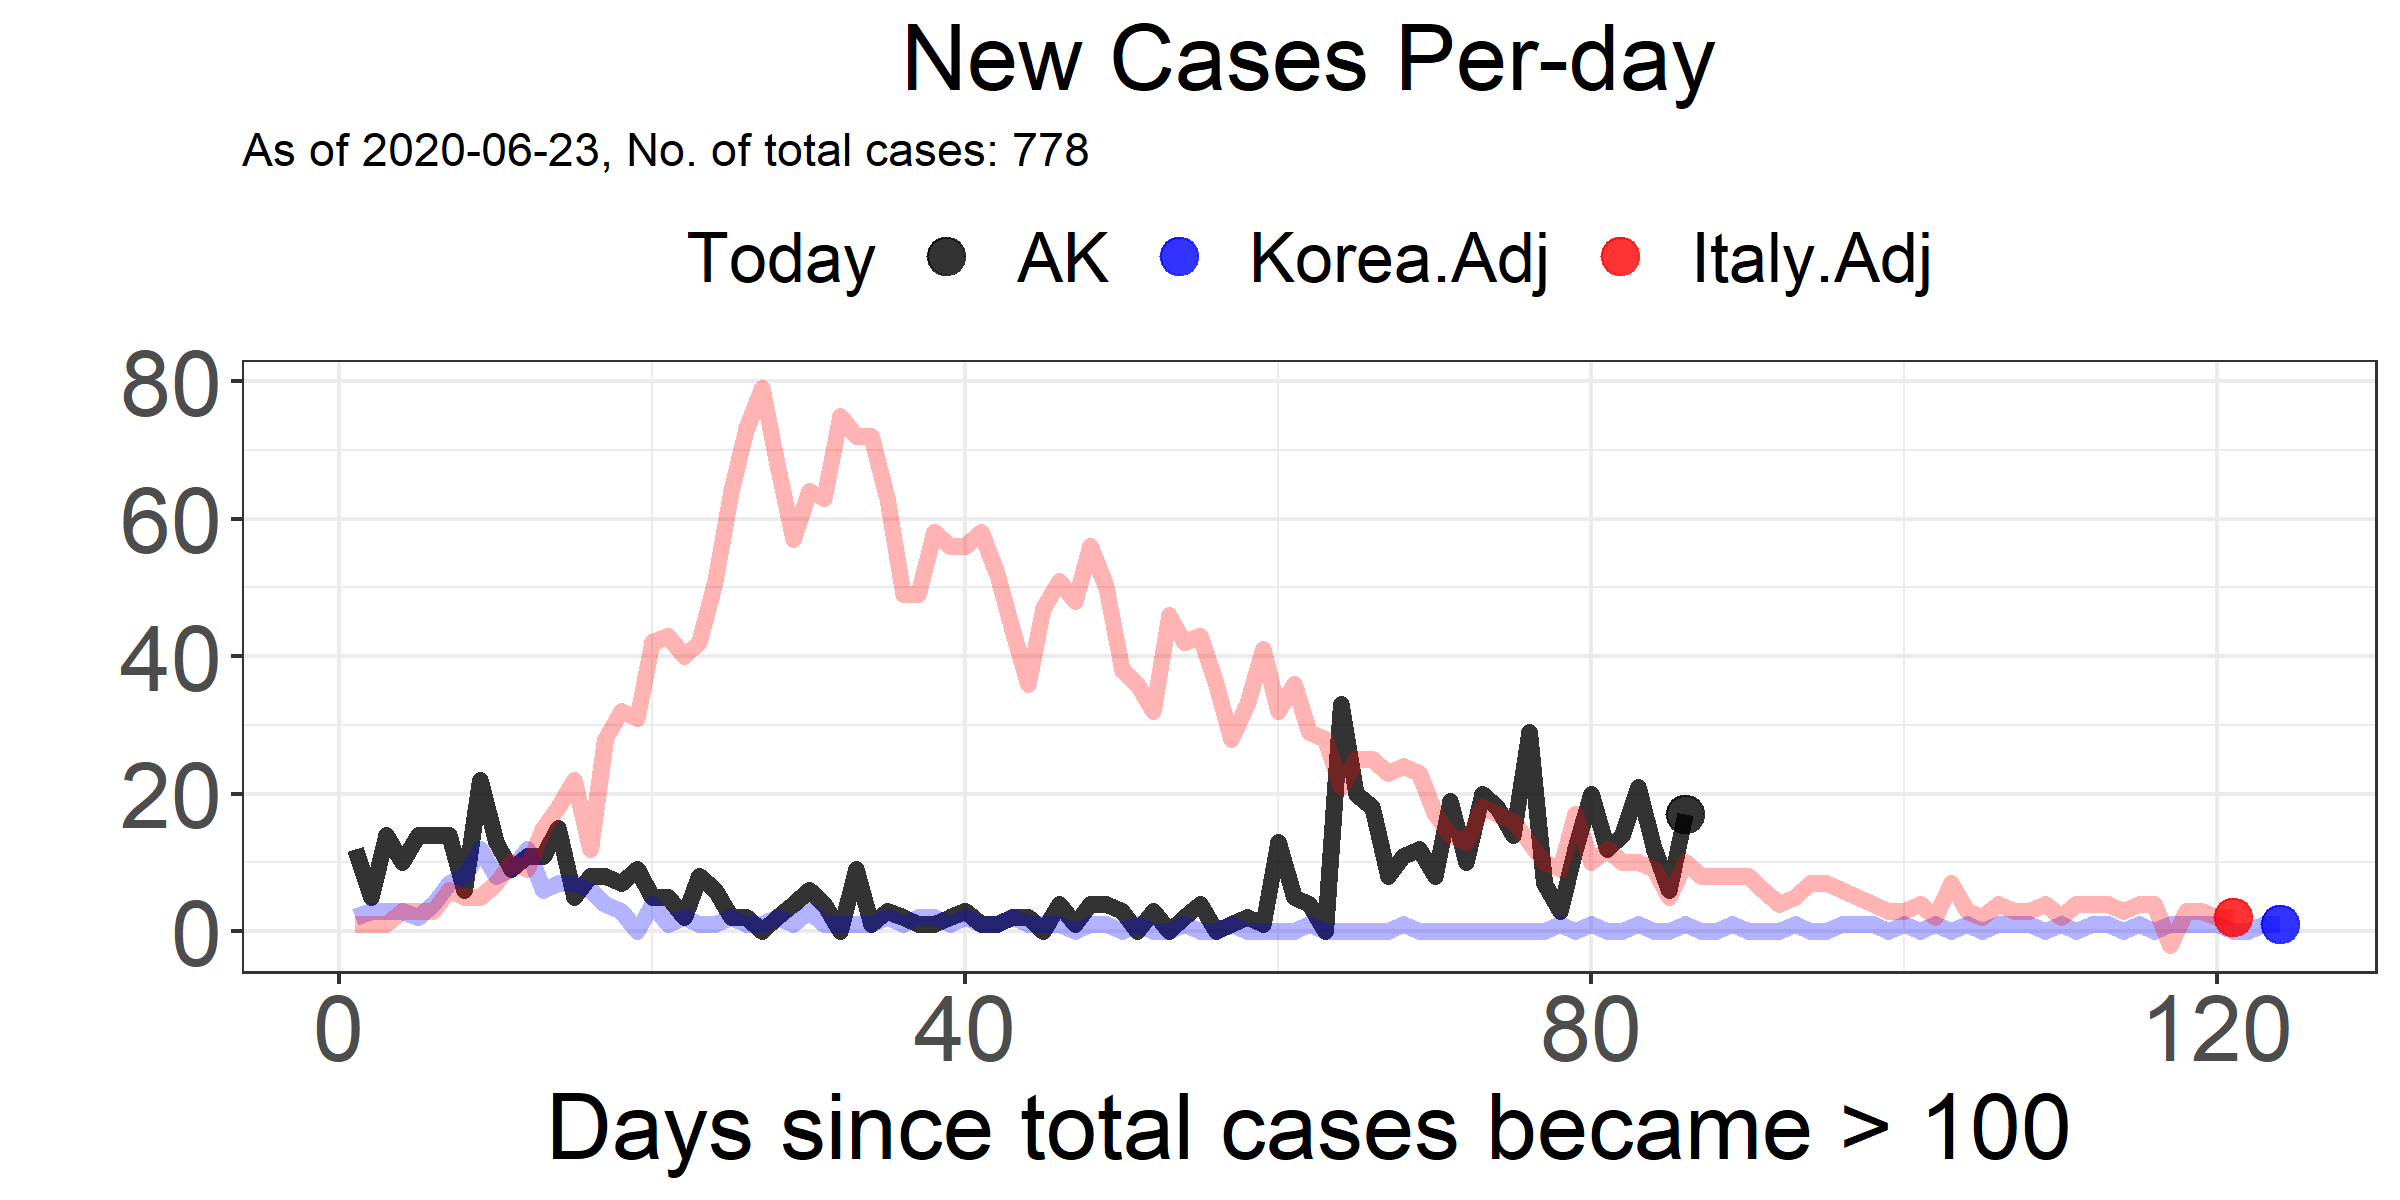 New Cases Per-day
As of 2020-06-23, No. of total cases: 778
Today AK Korea.Adj Italy.Adj
80
60
40
20
0
0 40 80 120
Days since total cases became > 100